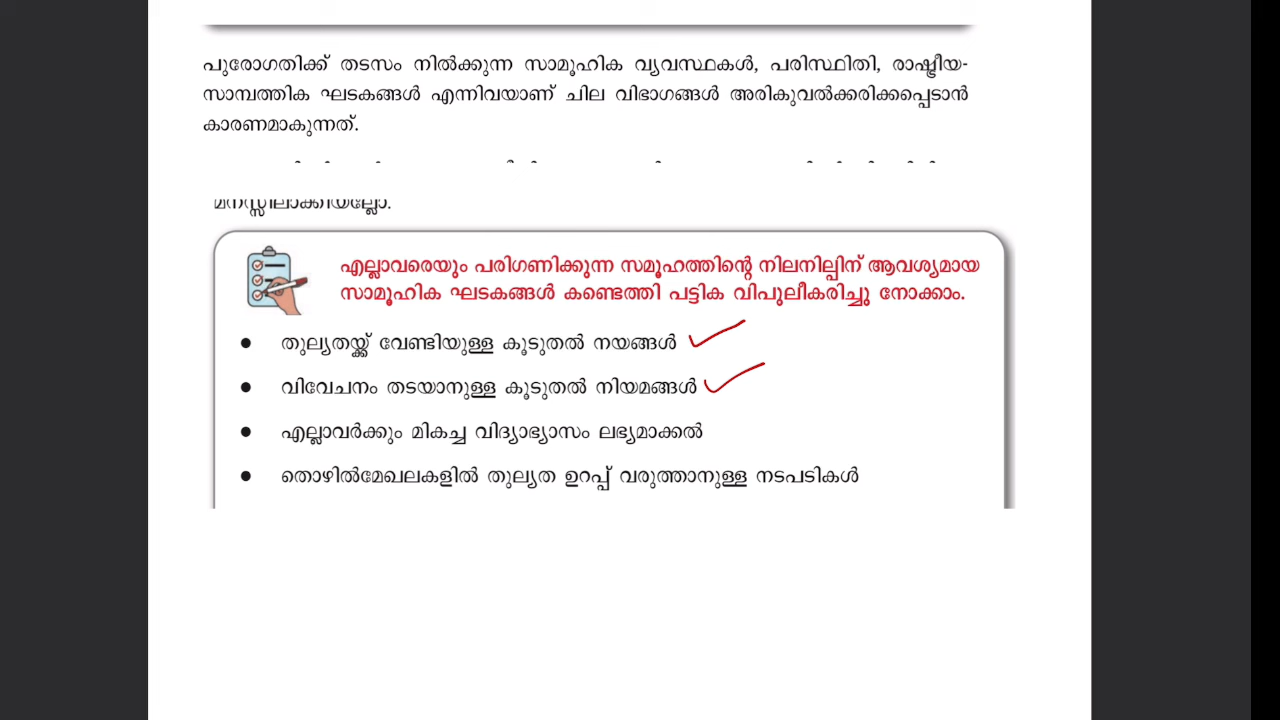 പുരോഗതിക്ക് തടസം നിൽക്കുന്ന സാമൂഹിക വ്യവസ്ഥകൾ, പരിസ്ഥിതി, രാഷ്ട്രീയ-
സാമ്പത്തിക ഘടകങ്ങൾ എന്നിവയാണ് ചില വിഭാഗങ്ങൾ അരികുവൽക്കരിക്കപ്പെടാൻ
കാരണമാകുന്നത്.
മനസ്സിലാക്കിയല്ലോ.
എല്ലാവരെയും പരിഗണിക്കുന്ന സമൂഹത്തിന്റെ നിലനില്പിന് ആവശ്യമായ
സാമൂഹിക ഘടകങ്ങൾ കണ്ടെത്തി പട്ടിക വിപുലീകരിച്ചു നോക്കാം.
● തുല്യതയ്ക്ക് വേണ്ടിയുള്ള കൂടുതൽ നയങ്ങൾ
● വിവേചനം തടയാനുള്ള കൂടുതൽ നിയമങ്ങൾ
● എല്ലാവർക്കും മികച്ച വിദ്യാഭ്യാസം ലഭ്യമാക്കൽ
● തൊഴിൽമേഖലകളിൽ തുല്യത ഉറപ്പ് വരുത്താനുള്ള നടപടികൾ